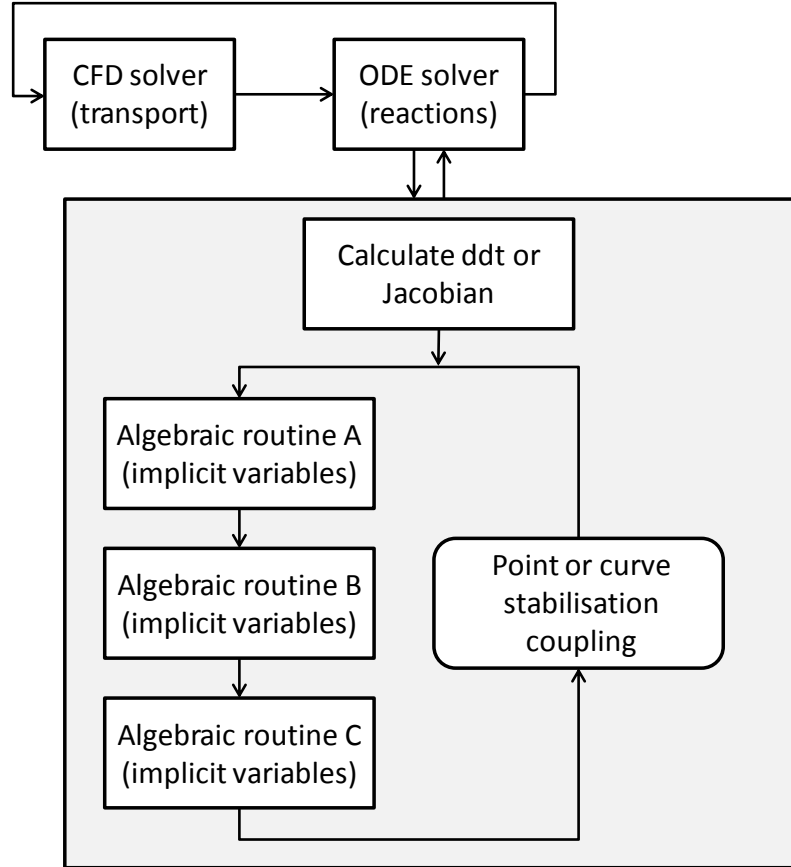 CFD solver
(transport)
ODE solver
(reactions)
Calculate ddt or
Jacobian
Algebraic routine A
(implicit variables)
Algebraic routine B
(implicit variables)
Point or curve
stabilisation
coupling
Algebraic routine C
(implicit variables)